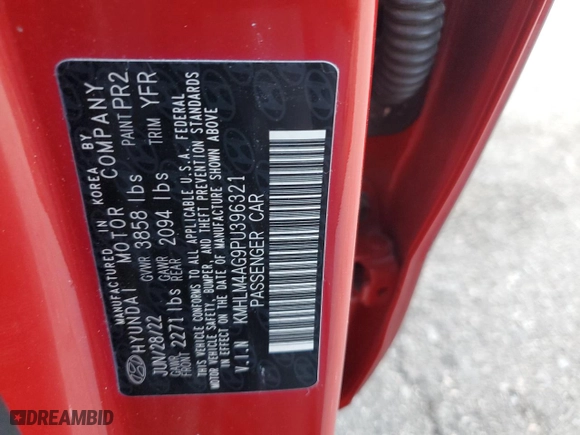 MANUFACTURED IN KOREA BY
HYUNDAI MOTOR COMPANY
JUN/28/22 GVWR 3858 lbs PAINT PR2
GAWR FRONT 2271 lbs GAWR REAR 2094 lbs TRIM YFR
THIS VEHICLE CONFORMS TO ALL APPLICABLE U.S.A. FEDERAL
MOTOR VEHICLE SAFETY, BUMPER, AND THEFT PREVENTION STANDARDS
IN EFFECT ON THE DATE OF MANUFACTURE SHOWN ABOVE
V.I.N KMHLM4AG9PU396321
PASSENGER CAR
DREAMBID